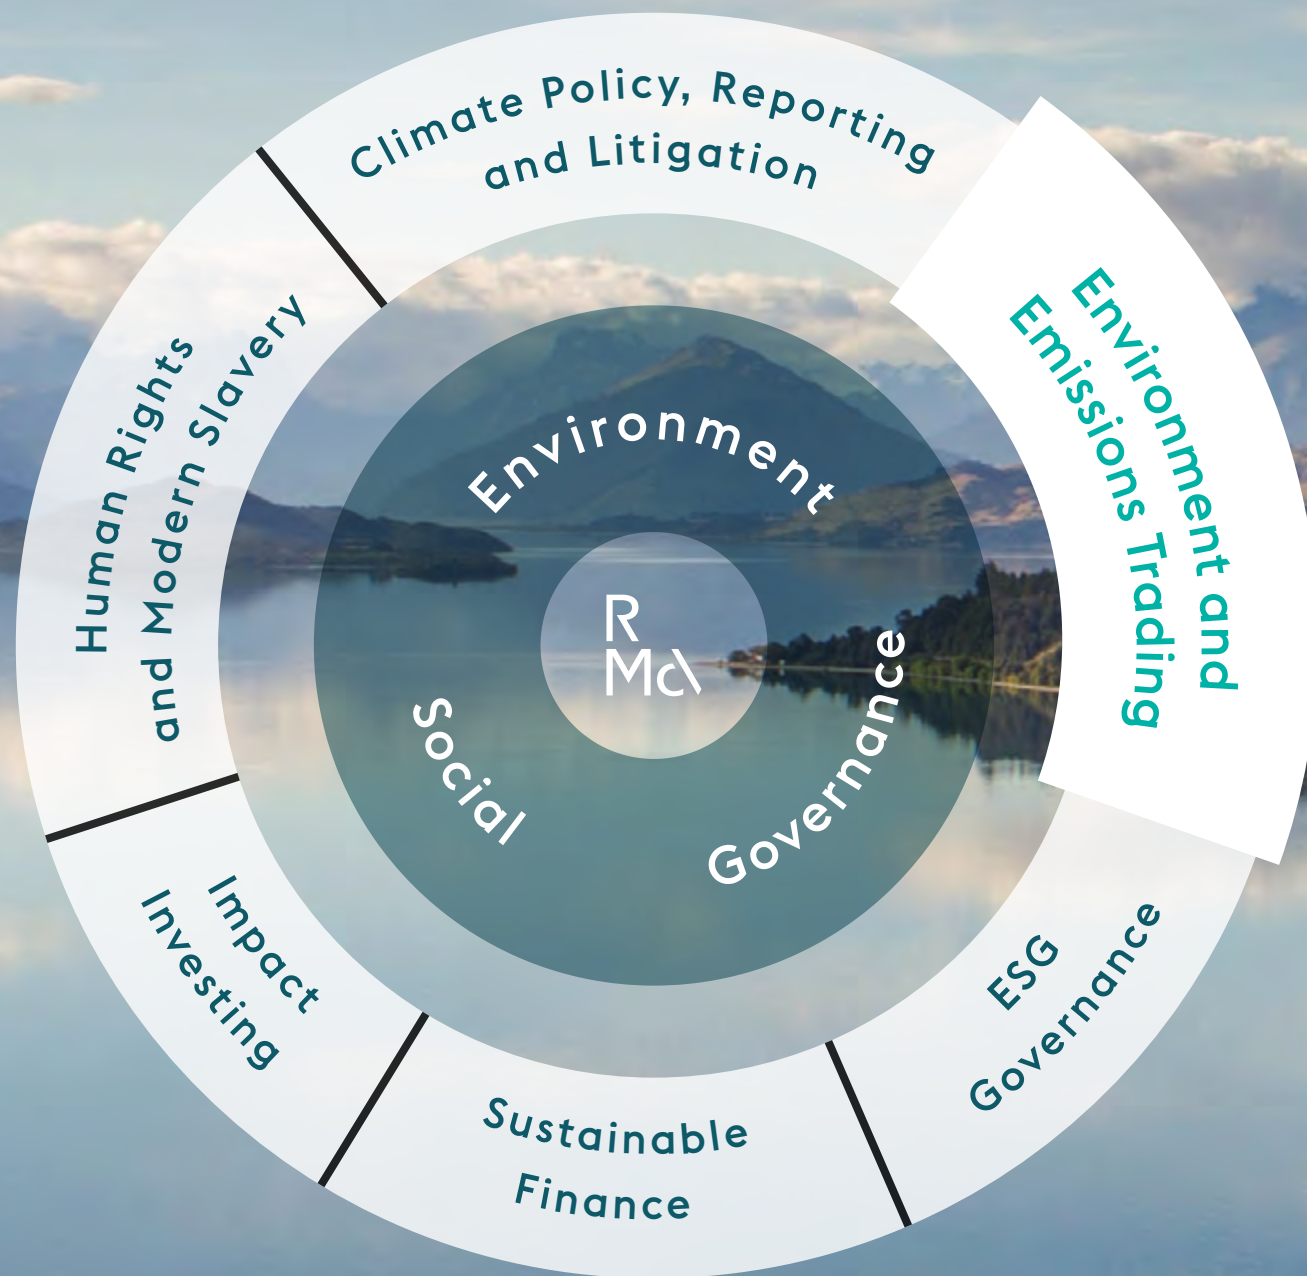 Climate Policy, Reporting
and Litigation
Environment and
Emissions Trading
ESG
Governance
Sustainable
Finance
Impact
Investing
Human Rights
and Modern Slavery
Environment
Governance
Social
R
Mc